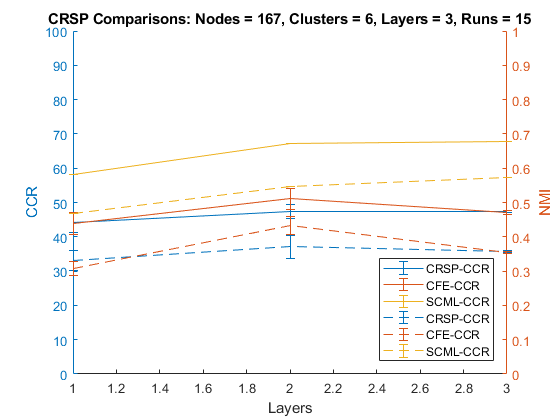 CRSP Comparisons: Nodes = 167, Clusters = 6, Layers = 3, Runs = 15
100
90
80
70
60
50
40
30
20
10
0
CCR
1
0.9
0.8
0.7
0.6
0.5
0.4
0.3
0.2
0.1
0
NMI
CRSP-CCR
CFE-CCR
SCML-CCR
CRSP-CCR
CFE-CCR
SCML-CCR
1 1.2 1.4 1.6 1.8 2 2.2 2.4 2.6 2.8 3
Layers